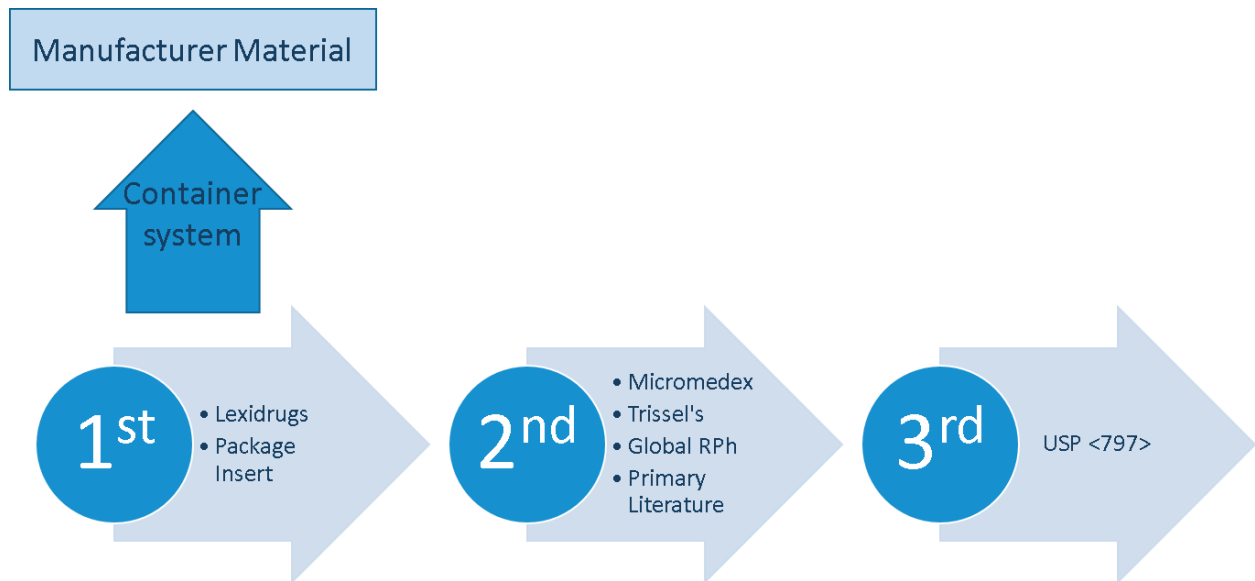 Manufacturer Material
Container
system
1st
• Lexidrugs
• Package
Insert
2nd
• Micromedex
• Trissel's
• Global RPh
• Primary
Literature
3rd
USP <797>